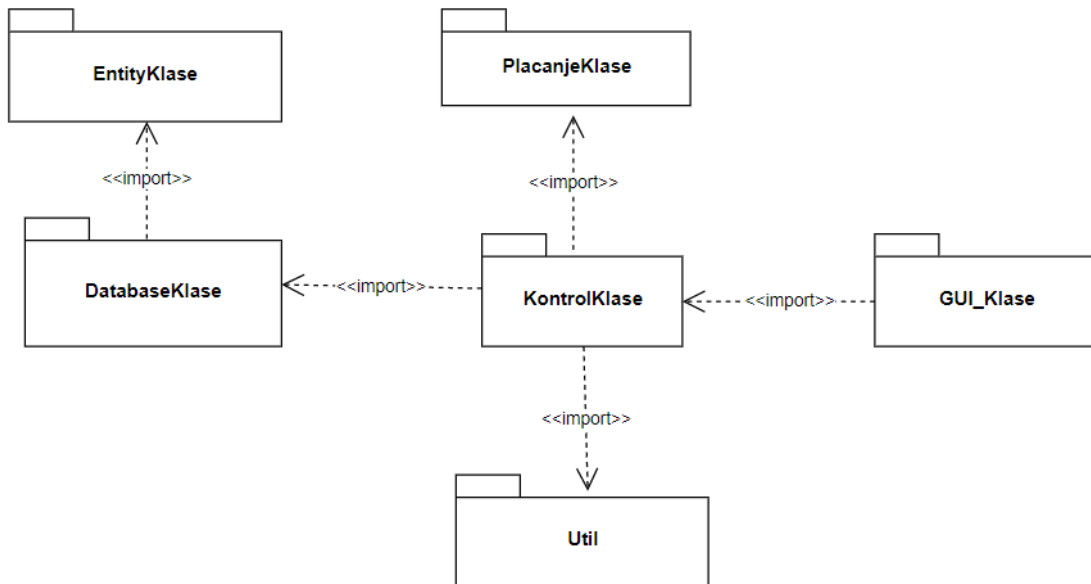 EntityKlase
PlacanjeKlase
<<import>>
<<import>>
DatabaseKlase
<<import>>
KontrolKlase
<<import>>
GUI_Klase
<<import>>
Util